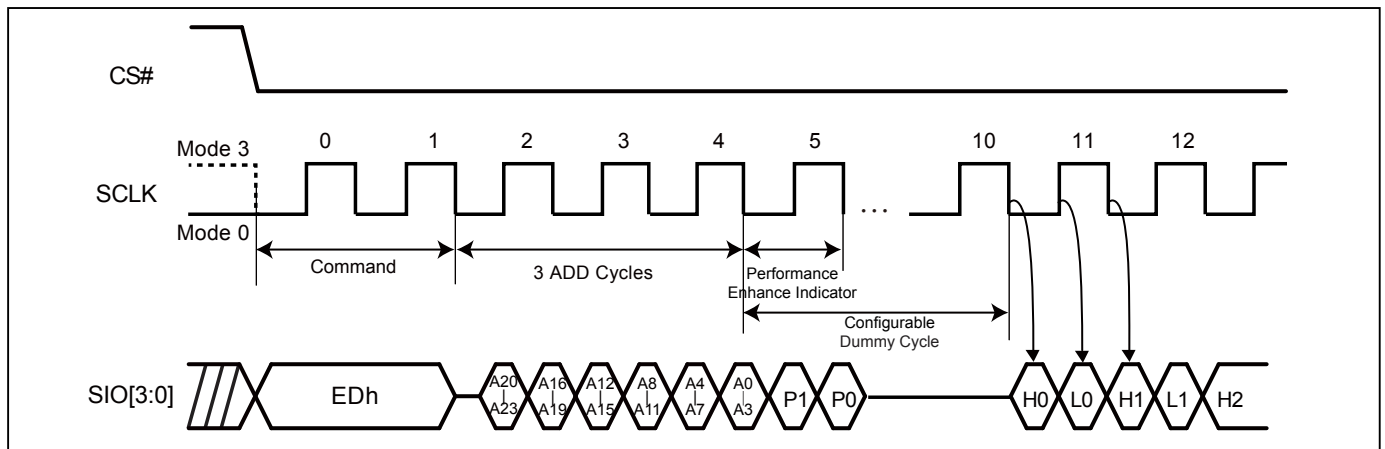 CS#
Mode 3
0 1 2 3 4 5 10 11 12
SCLK
...
Mode 0
Command
3 ADD Cycles
Performance
Enhance Indicator
Configurable
Dummy Cycle
SIO[3:0]
EDh
A20
|
A23
A16
|
A19
A12
|
A15
A8
|
A11
A4
|
A7
A0
|
A3
P1
P0
H0
L0
H1
L1
H2